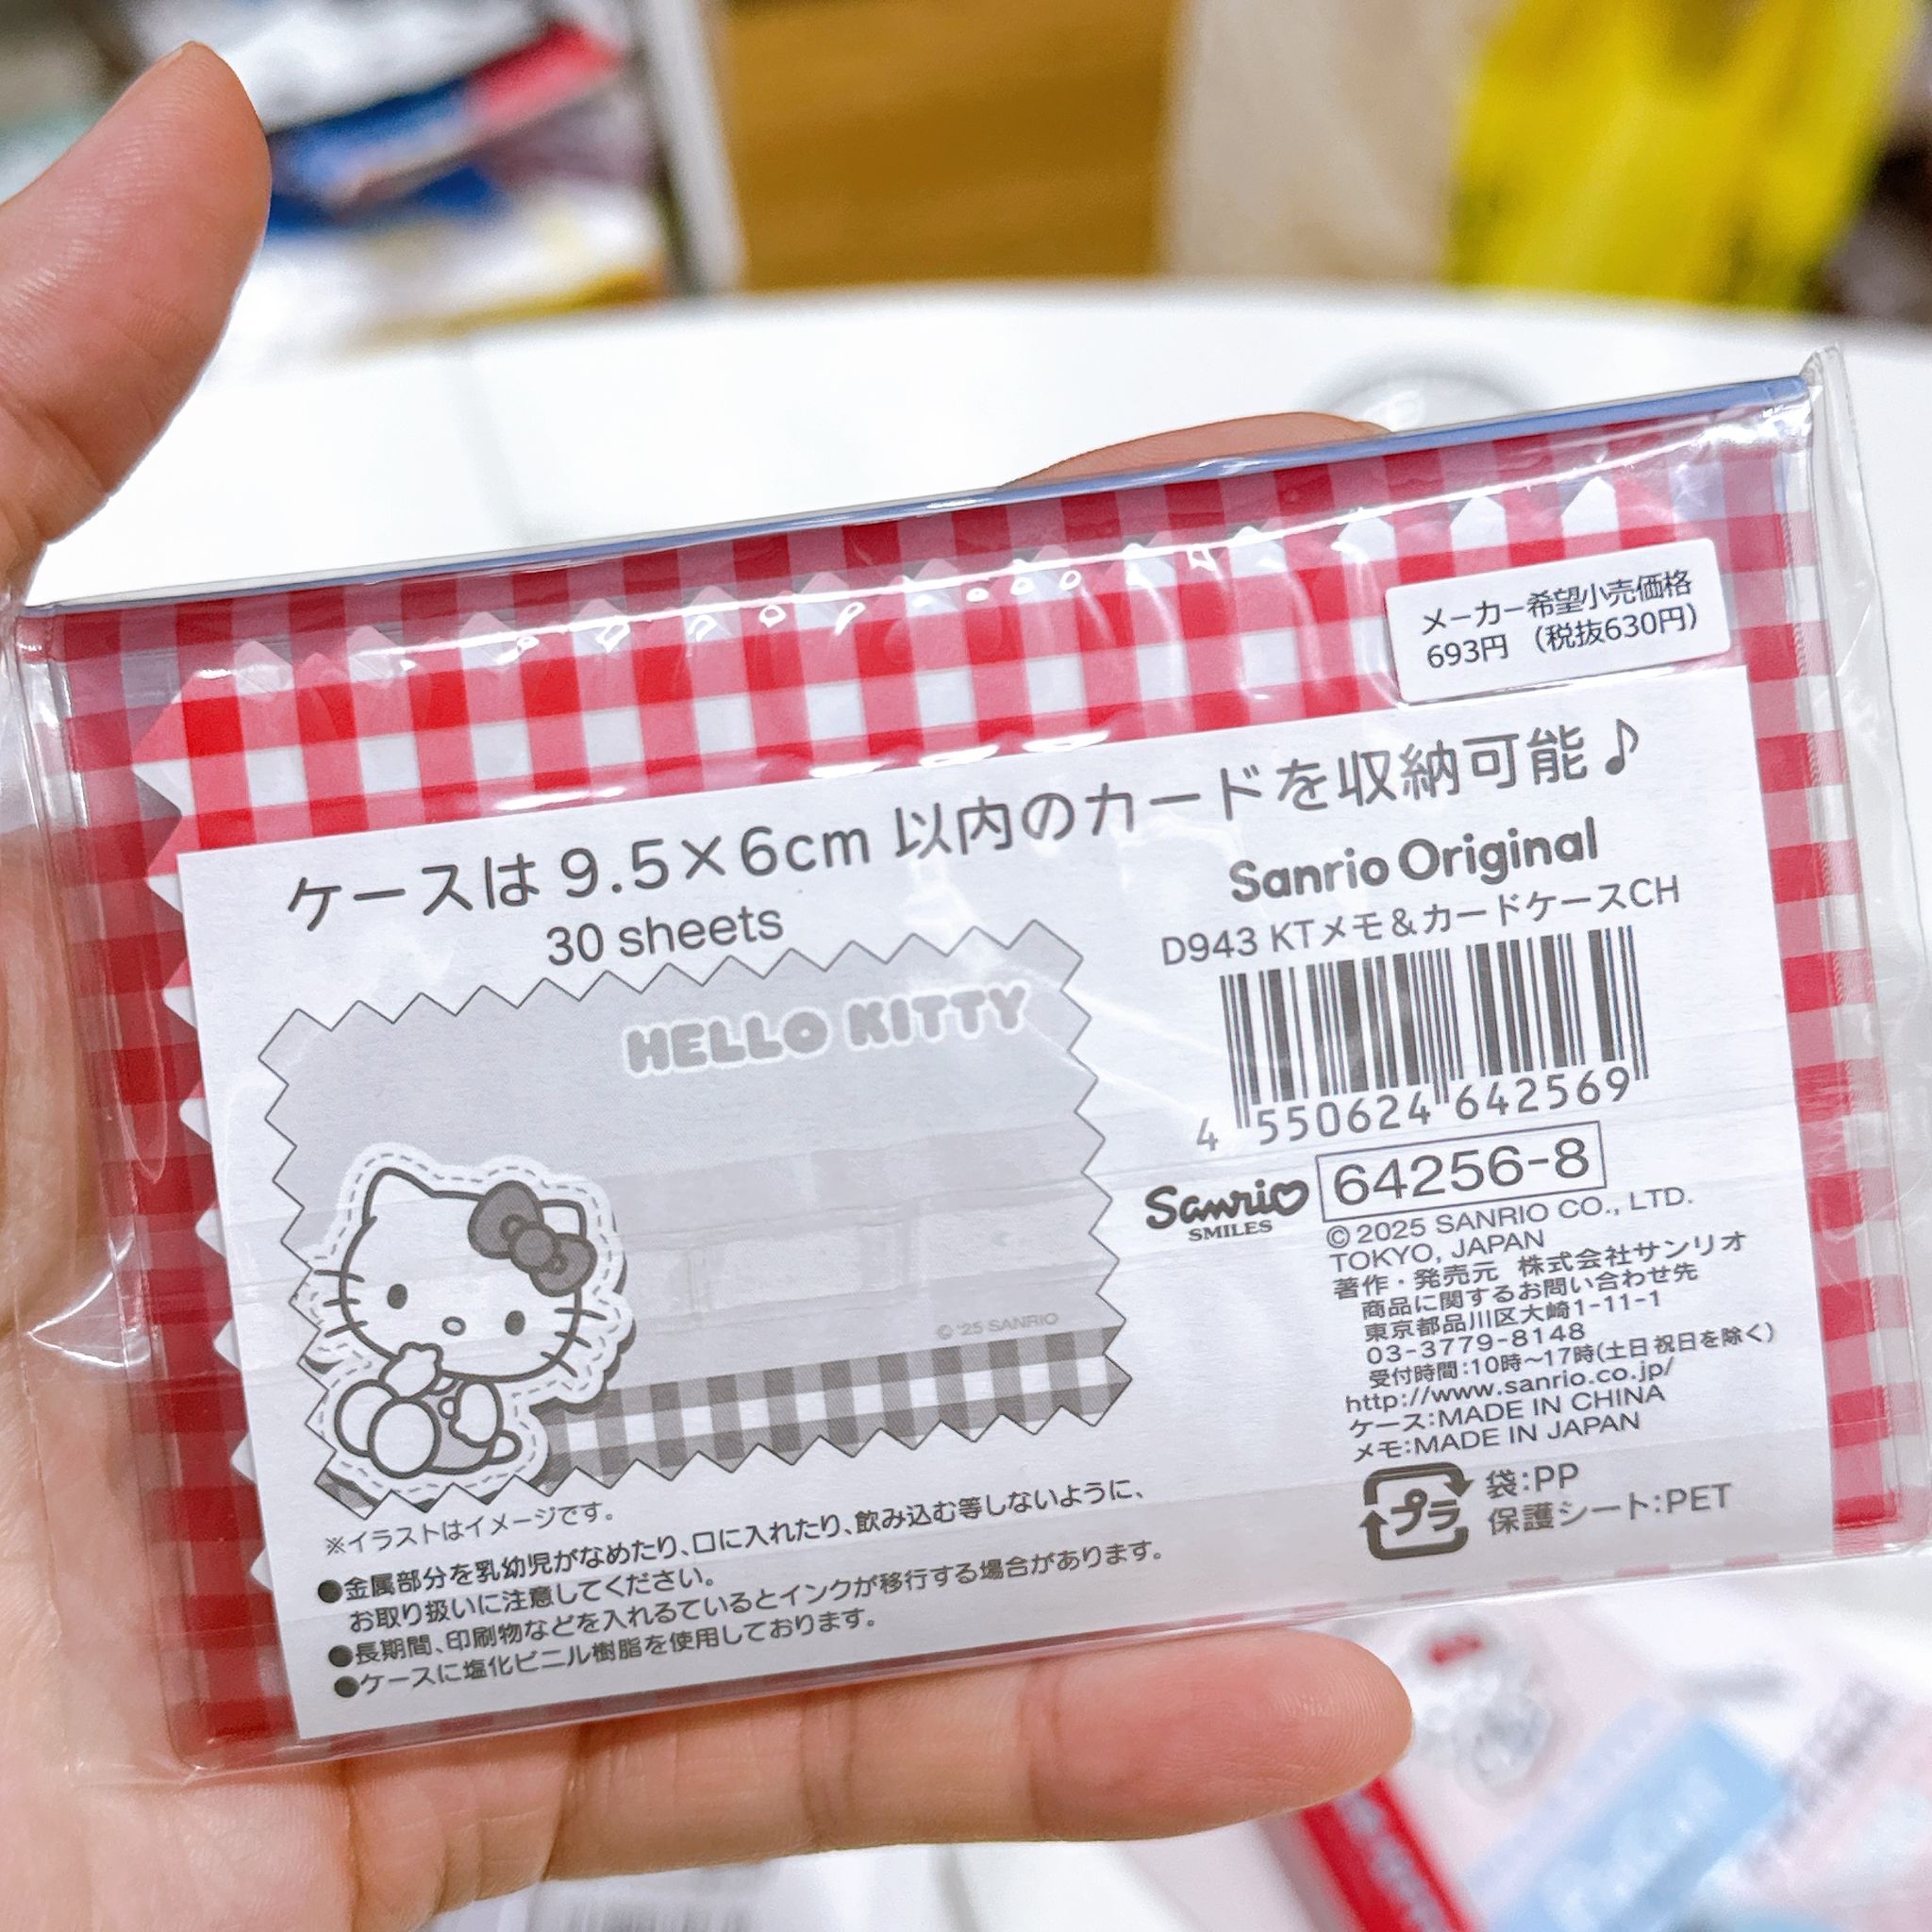 メーカー希望小売価格
693円 (税抜630円)
ケースは9.5×6cm以内のカードを収納可能♪
30 sheets
HELLO KITTY
© '25 SANRIO
Sanrio Original
D943 KTメモ&カードケースCH
4 550624 642569
Sanrio
SMILES
64256-8
©2025 SANRIO CO., LTD.
TOKYO, JAPAN
著作・発売元 株式会社サンリオ
商品に関するお問い合わせ先
東京都品川区大崎1-11-1
03-3779-8148
受付時間:10時~17時(土日祝日を除く)
http://www.sanrio.co.jp/
ケース:MADE IN CHINA
メモ:MADE IN JAPAN
プラ
袋:PP
保護シート:PET
※イラストはイメージです。
●金属部分を乳幼児がなめたり、口に入れたり、飲み込む等しないように、
お取り扱いに注意してください。
●長期間、印刷物などを入れるているとインクが移行する場合があります。
●ケースに塩化ビニル樹脂を使用しております。